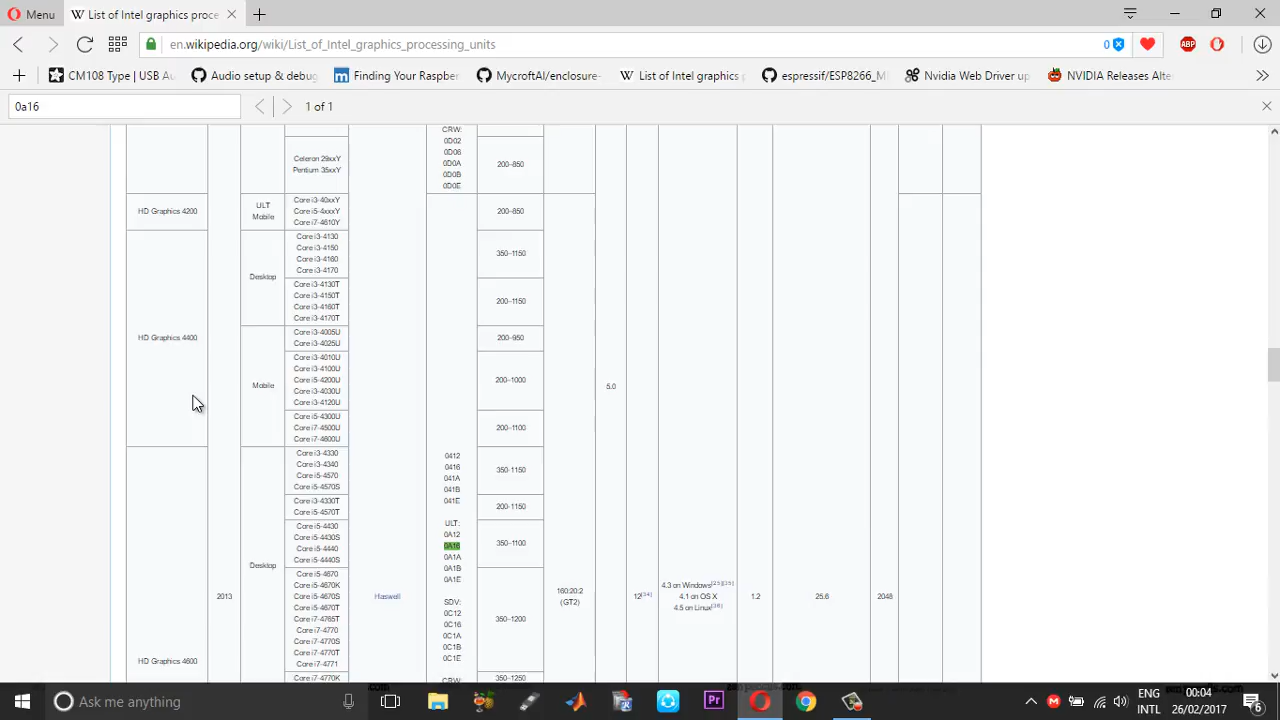 Menu
List of Intel graphics proce
en.wikipedia.org/wiki/List_of_Intel_graphics_processing_units
0
ABP
CM108 Type | USB Au
Audio setup & debug
Finding Your Raspber
MycroftAI/enclosure-
List of Intel graphics p
espressif/ESP8266_M
Nvidia Web Driver up
NVIDIA Releases Alte
0a16
1 of 1
CRW:
0D02
0D06
0D0A
0D0B
0D0E
Celeron 29xxY
Pentium 35xxY
200–850
HD Graphics 4200
ULT
Mobile
Core i3-40xxY
Core i5-4xxxY
Core i7-4610Y
200–850
HD Graphics 4400
Desktop
Core i3-4130
Core i3-4150
Core i3-4160
Core i3-4170
350–1150
Core i3-4130T
Core i3-4150T
Core i3-4160T
Core i3-4170T
200–1150
Mobile
Core i3-4005U
Core i3-4025U
200–950
Core i3-4010U
Core i3-4100U
Core i5-4200U
Core i3-4030U
Core i3-4120U
200–1000
Core i5-4300U
Core i7-4500U
Core i7-4600U
200–1100
5.0
HD Graphics 4600
2013
Desktop
Core i3-4330
Core i3-4340
Core i5-4570
Core i5-4570S
350–1150
Core i3-4330T
Core i5-4570T
200–1150
Core i5-4430
Core i5-4430S
Core i5-4440
Core i5-4440S
350–1100
Core i5-4670
Core i5-4670K
Core i5-4670S
Core i5-4670T
Core i7-4765T
Core i7-4770
Core i7-4770S
Core i7-4770T
Core i7-4771
350–1200
Core i7-4770K
350–1250
Haswell
0412
0416
041A
041B
041E
ULT:
0A12
0A16
0A1A
0A1B
0A1E
SDV:
0C12
0C16
0C1A
0C1B
0C1E
CRW:
160:20:2
(GT2)
12[34]
4.3 on Windows[25][35]
4.1 on OS X
4.5 on Linux[36]
1.2
25.6
2048
Ask me anything
Pr
ENG
INTL
00:04
26/02/2017
6